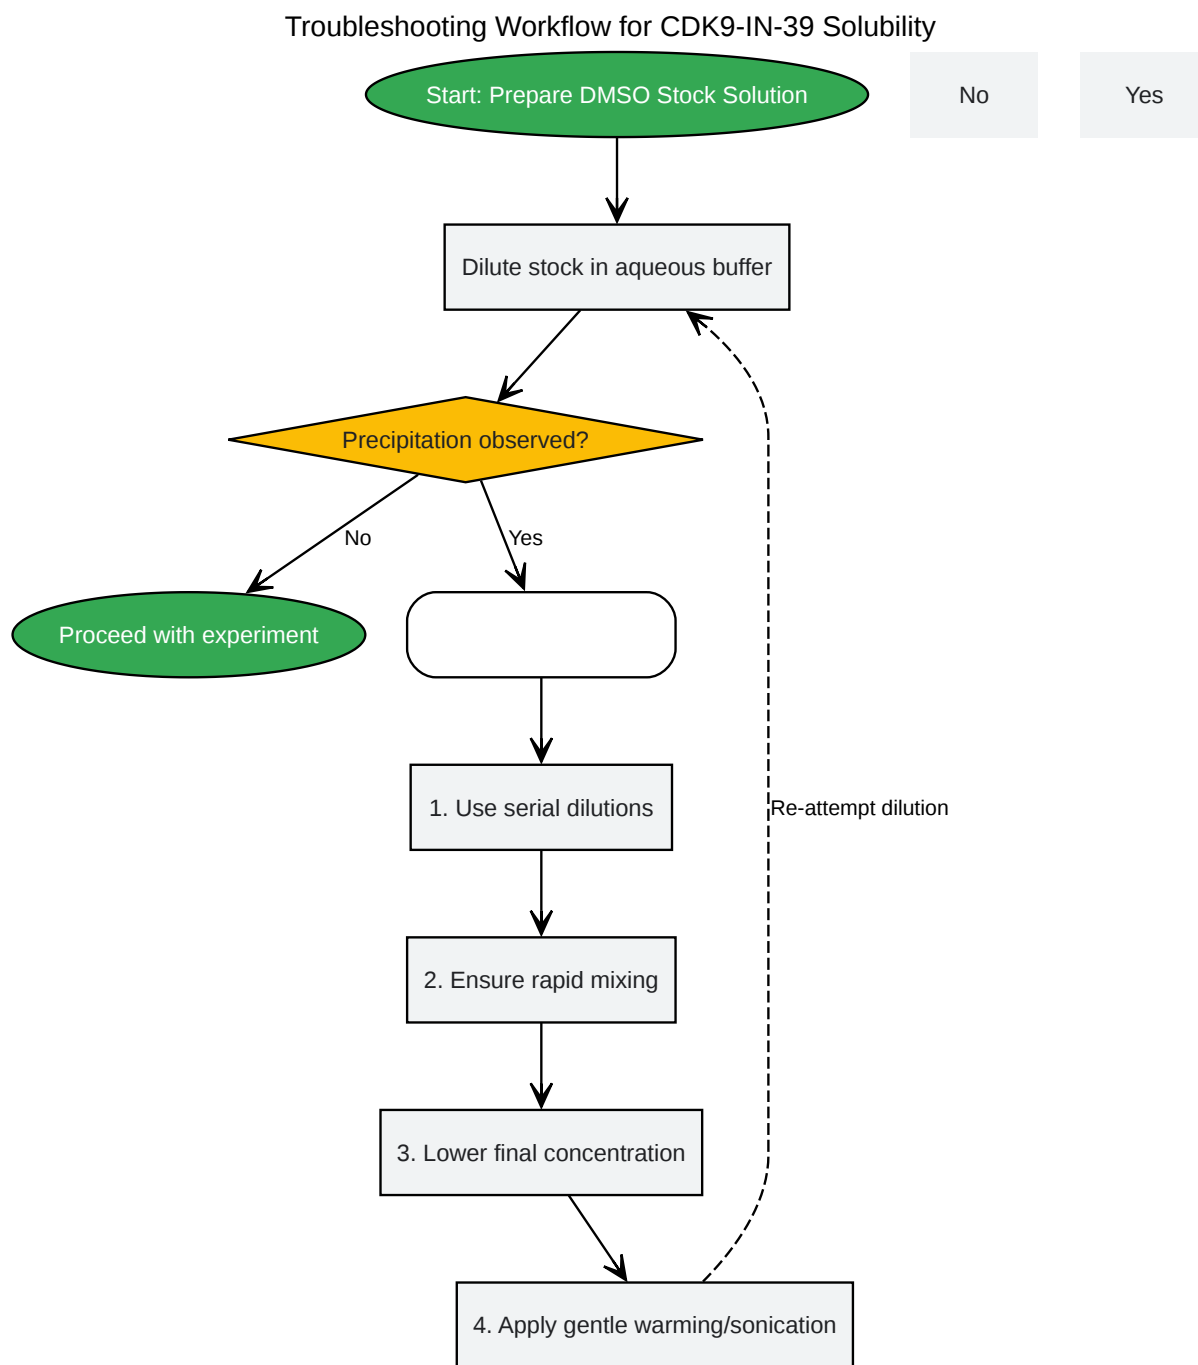 Troubleshooting Workflow for CDK9-IN-39 Solubility
Start: Prepare DMSO Stock Solution
No
Yes
Dilute stock in aqueous buffer
Precipitation observed?
No
Yes
Proceed with experiment
1. Use serial dilutions
Re-attempt dilution
2. Ensure rapid mixing
3. Lower final concentration
4. Apply gentle warming/sonication